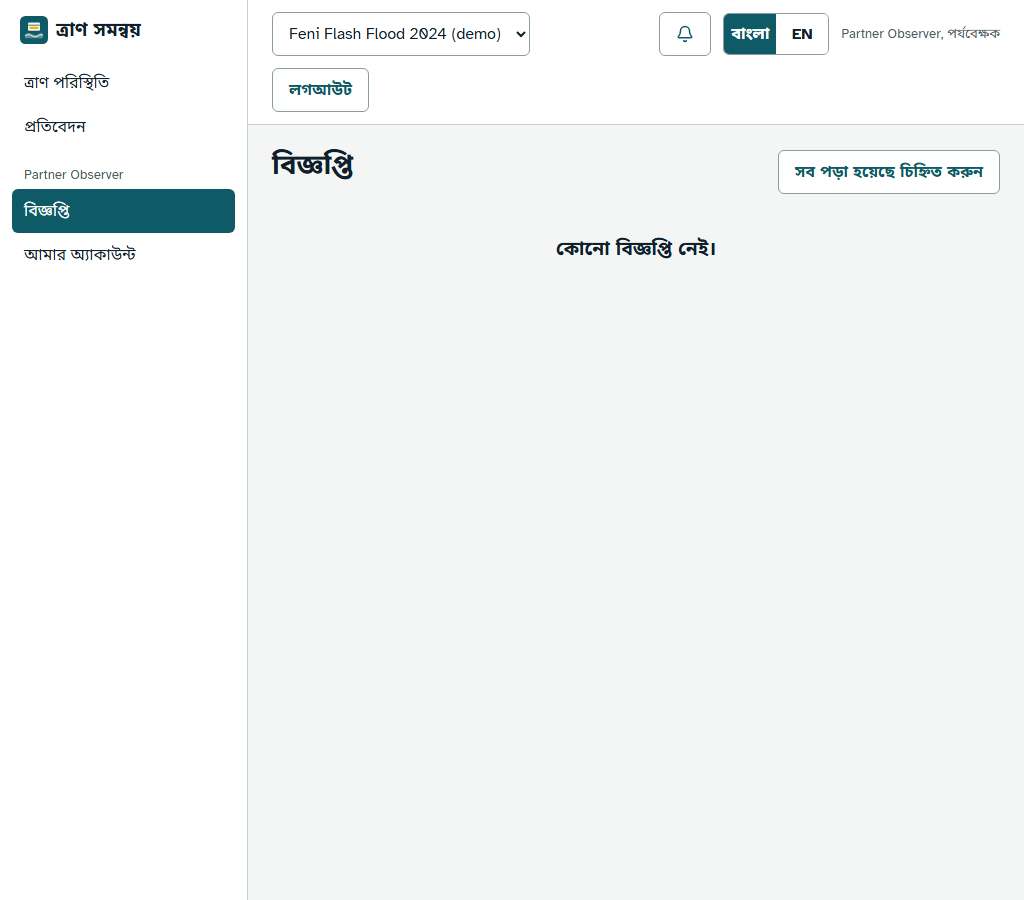 ত্রাণ সমন্বয়
ত্রাণ পরিস্থিতি
প্রতিবেদন
Partner Observer
বিজ্ঞপ্তি
আমার অ্যাকাউন্ট
Feni Flash Flood 2024 (demo)
বাংলা EN
Partner Observer, পর্যবেক্ষক
লগআউট
বিজ্ঞপ্তি
সব পড়া হয়েছে চিহ্নিত করুন
কোনো বিজ্ঞপ্তি নেই।